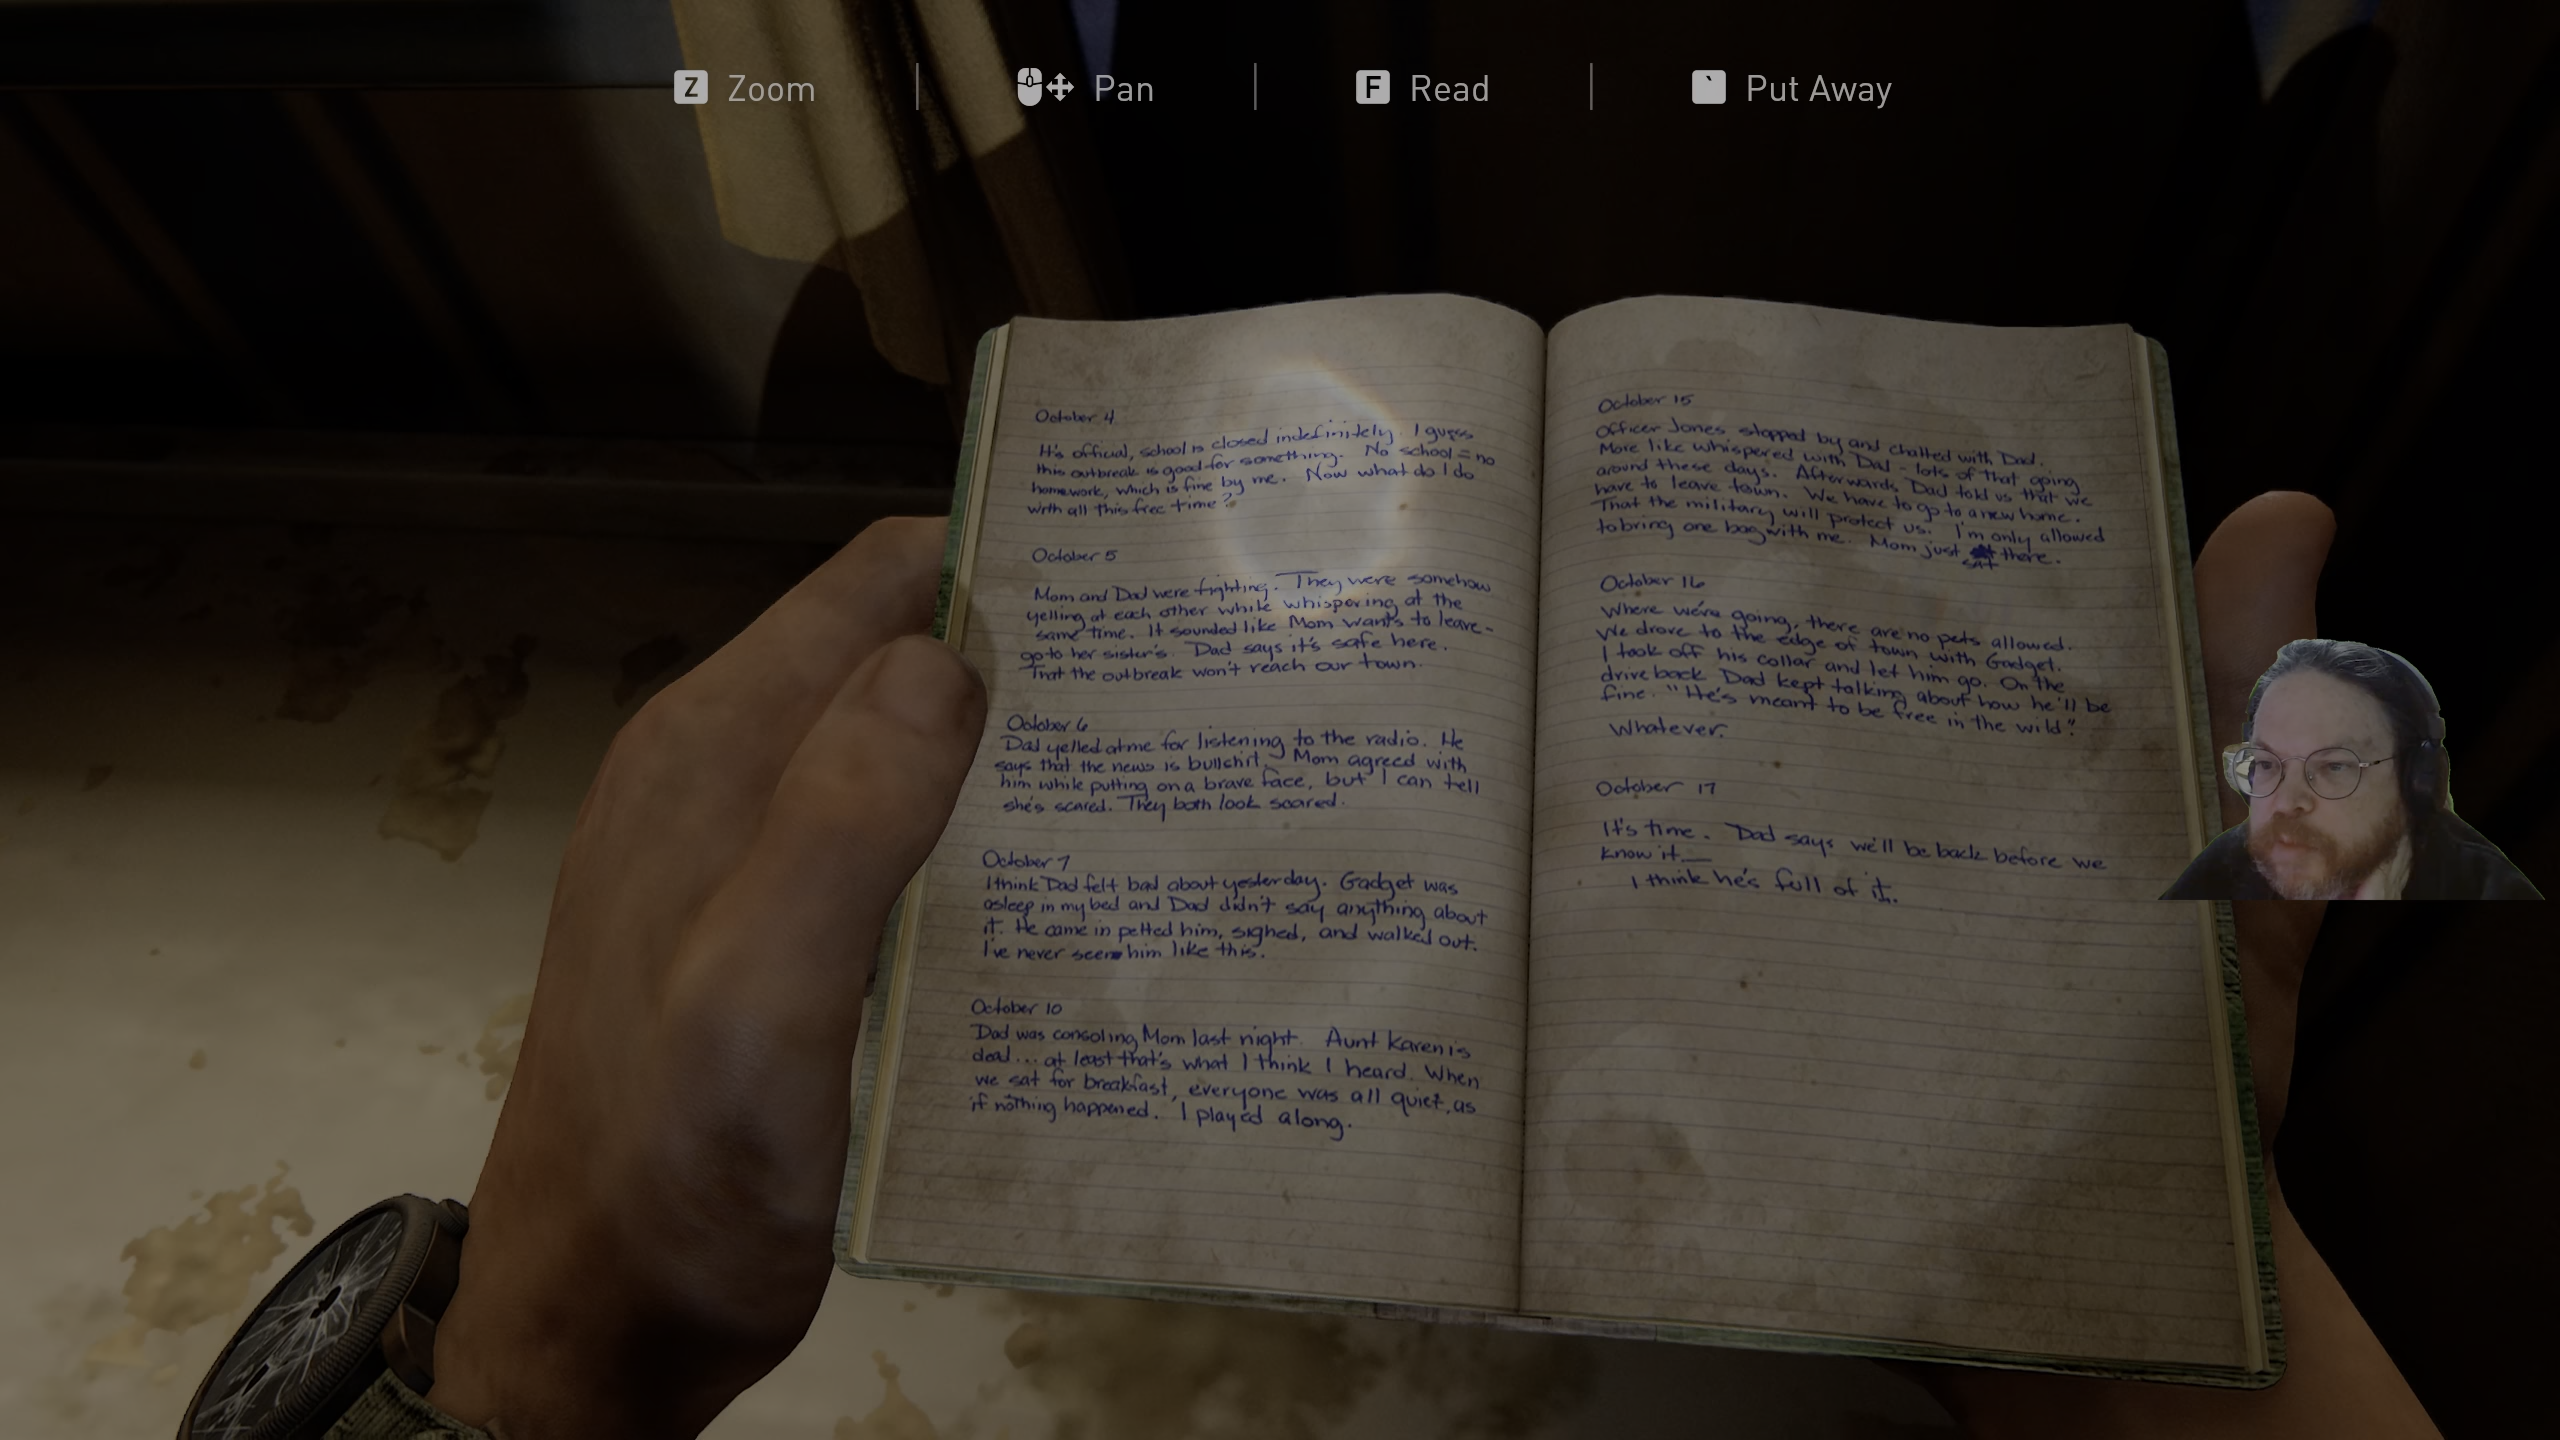 Z Zoom
Pan
F Read
` Put Away
October 4
It's official, school is closed indefinitely. I guess
this outbreak is good for something. No school = no
homework, which is fine by me. Now what do I do
with all this free time?
October 5
Mom and Dad were fighting. They were somehow
yelling at each other while whispering at the
same time. It sounded like Mom wants to leave -
go to her sister's. Dad says it's safe here.
That the outbreak won't reach our town.
October 6
Dad yelled at me for listening to the radio. He
says that the news is bullshit. Mom agreed with
him while putting on a brave face, but I can tell
she's scared. They both look scared.
October 7
I think Dad felt bad about yesterday. Gadget was
asleep in my bed and Dad didn't say anything about
it. He came in petted him, sighed, and walked out.
I've never seen him like this.
October 10
Dad was consoling Mom last night. Aunt Karen is
dead... at least that's what I think I heard. When
we sat for breakfast, everyone was all quiet, as
if nothing happened. I played along.
October 15
Officer Jones stopped by and chatted with Dad.
More like whispered with Dad - lots of that going
around these days. Afterwards, Dad told us that we
have to leave town. We have to go to a new home.
That the military will protect us. I'm only allowed
to bring one bag with me. Mom just sat there.
October 16
Where we're going, there are no pets allowed.
We drove to the edge of town with Gadget.
I took off his collar and let him go. On the
drive back Dad kept talking about how he'll be
fine. "He's meant to be free in the wild".
Whatever.
October 17
It's time. Dad says we'll be back before we
know it
I think he's full of it.